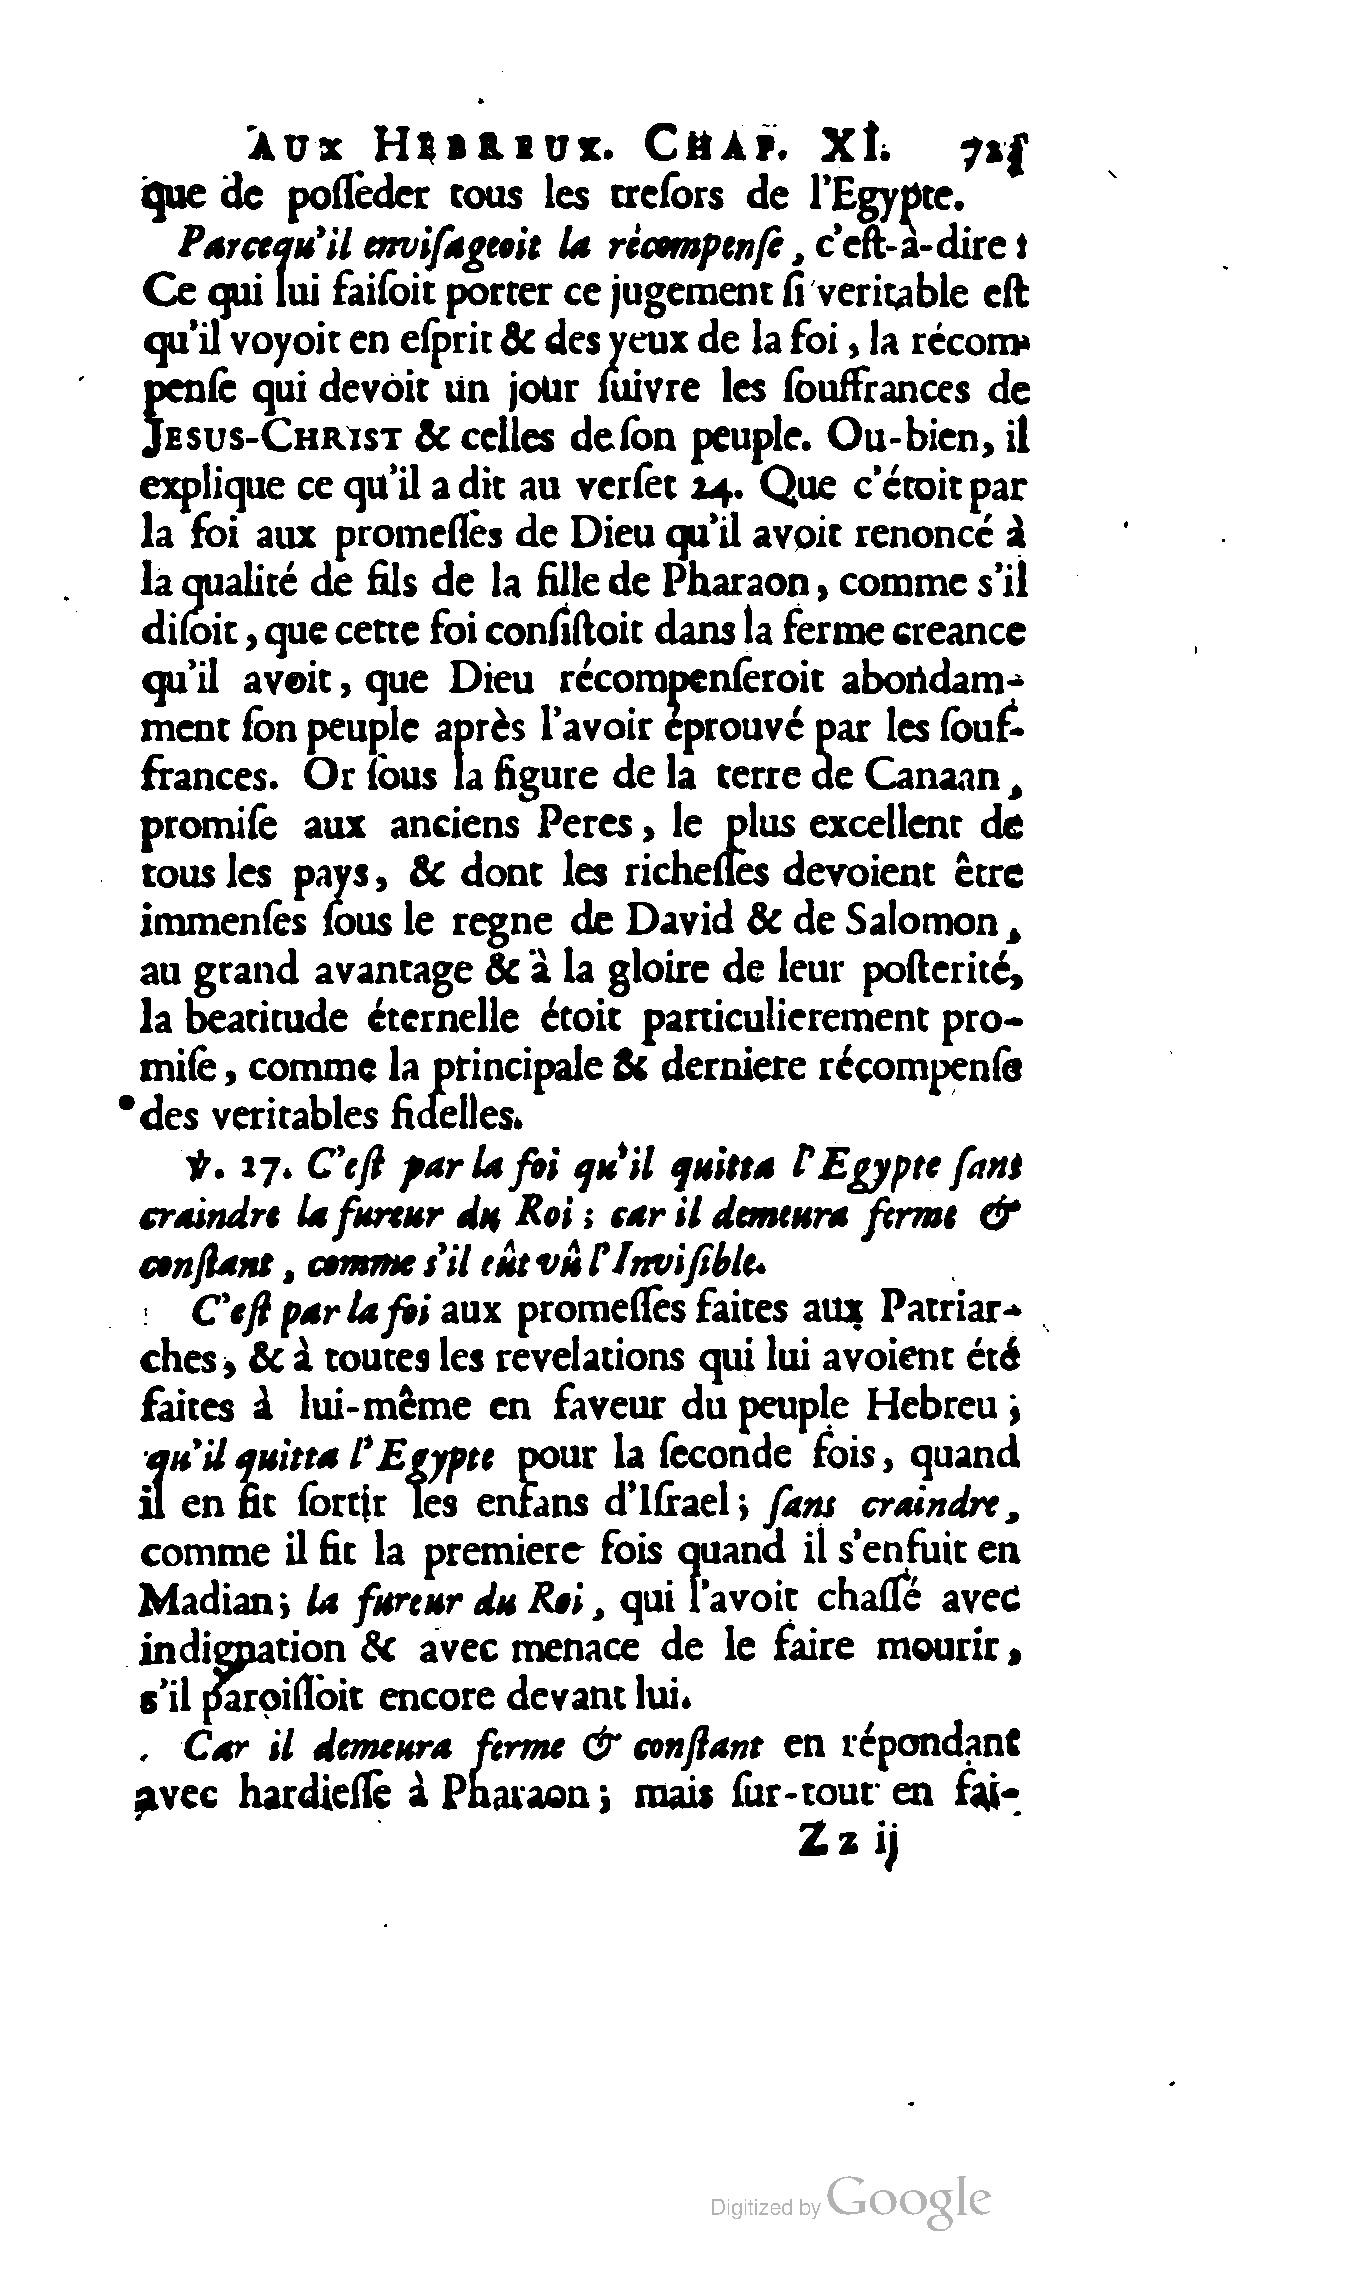 AUX HEBREUX. CHAP. XI. 725
que de poſſeder tous les treſors de l'Egypte.
Parcequ'il enviſageoit la récompenſe, c'eſt-à-dire :
Ce qui lui faiſoit porter ce jugement ſi veritable eſt
qu'il voyoit en eſprit & des yeux de la foi, la récom-
penſe qui devoit un jour ſuivre les ſouffrances de
JESUS-CHRIST & celles de ſon peuple. Ou-bien, il
explique ce qu'il a dit au verſet 24. Que c'étoit par
la foi aux promeſſes de Dieu qu'il avoit renoncé à
la qualité de fils de la fille de Pharaon, comme s'il
diſoit, que cette foi conſiſtoit dans la ferme creance
qu'il avoit, que Dieu récompenſeroit abondam-
ment ſon peuple après l'avoir éprouvé par les ſouf-
frances. Or ſous la figure de la terre de Canaan,
promiſe aux anciens Peres, le plus excellent de
tous les pays, & dont les richeſſes devoient être
immenſes ſous le regne de David & de Salomon,
au grand avantage & à la gloire de leur poſterité,
la beatitude éternelle étoit particulierement pro-
miſe, comme la principale & derniere récompenſe
des veritables fidelles.
℣. 27. C'eſt par la foi qu'il quitta l'Egypte ſans
craindre la fureur du Roi ; car il demeura ferme &
conſtant, comme s'il eût vû l'Inviſible.
C'eſt par la foi aux promeſſes faites aux Patriar-
ches, & à toutes les revelations qui lui avoient été
faites à lui-même en faveur du peuple Hebreu ;
qu'il quitta l'Egypte pour la ſeconde fois, quand
il en fit ſortir les enfans d'Iſrael ; ſans craindre,
comme il fit la premiere fois quand il s'enfuit en
Madian ; la fureur du Roi, qui l'avoit chaſſé avec
indignation & avec menace de le faire mourir,
s'il paroiſſoit encore devant lui.
Car il demeura ferme & conſtant en répondant
avec hardieſſe à Pharaon ; mais ſur-tout en fai-
Z z ij
Digitized by Google